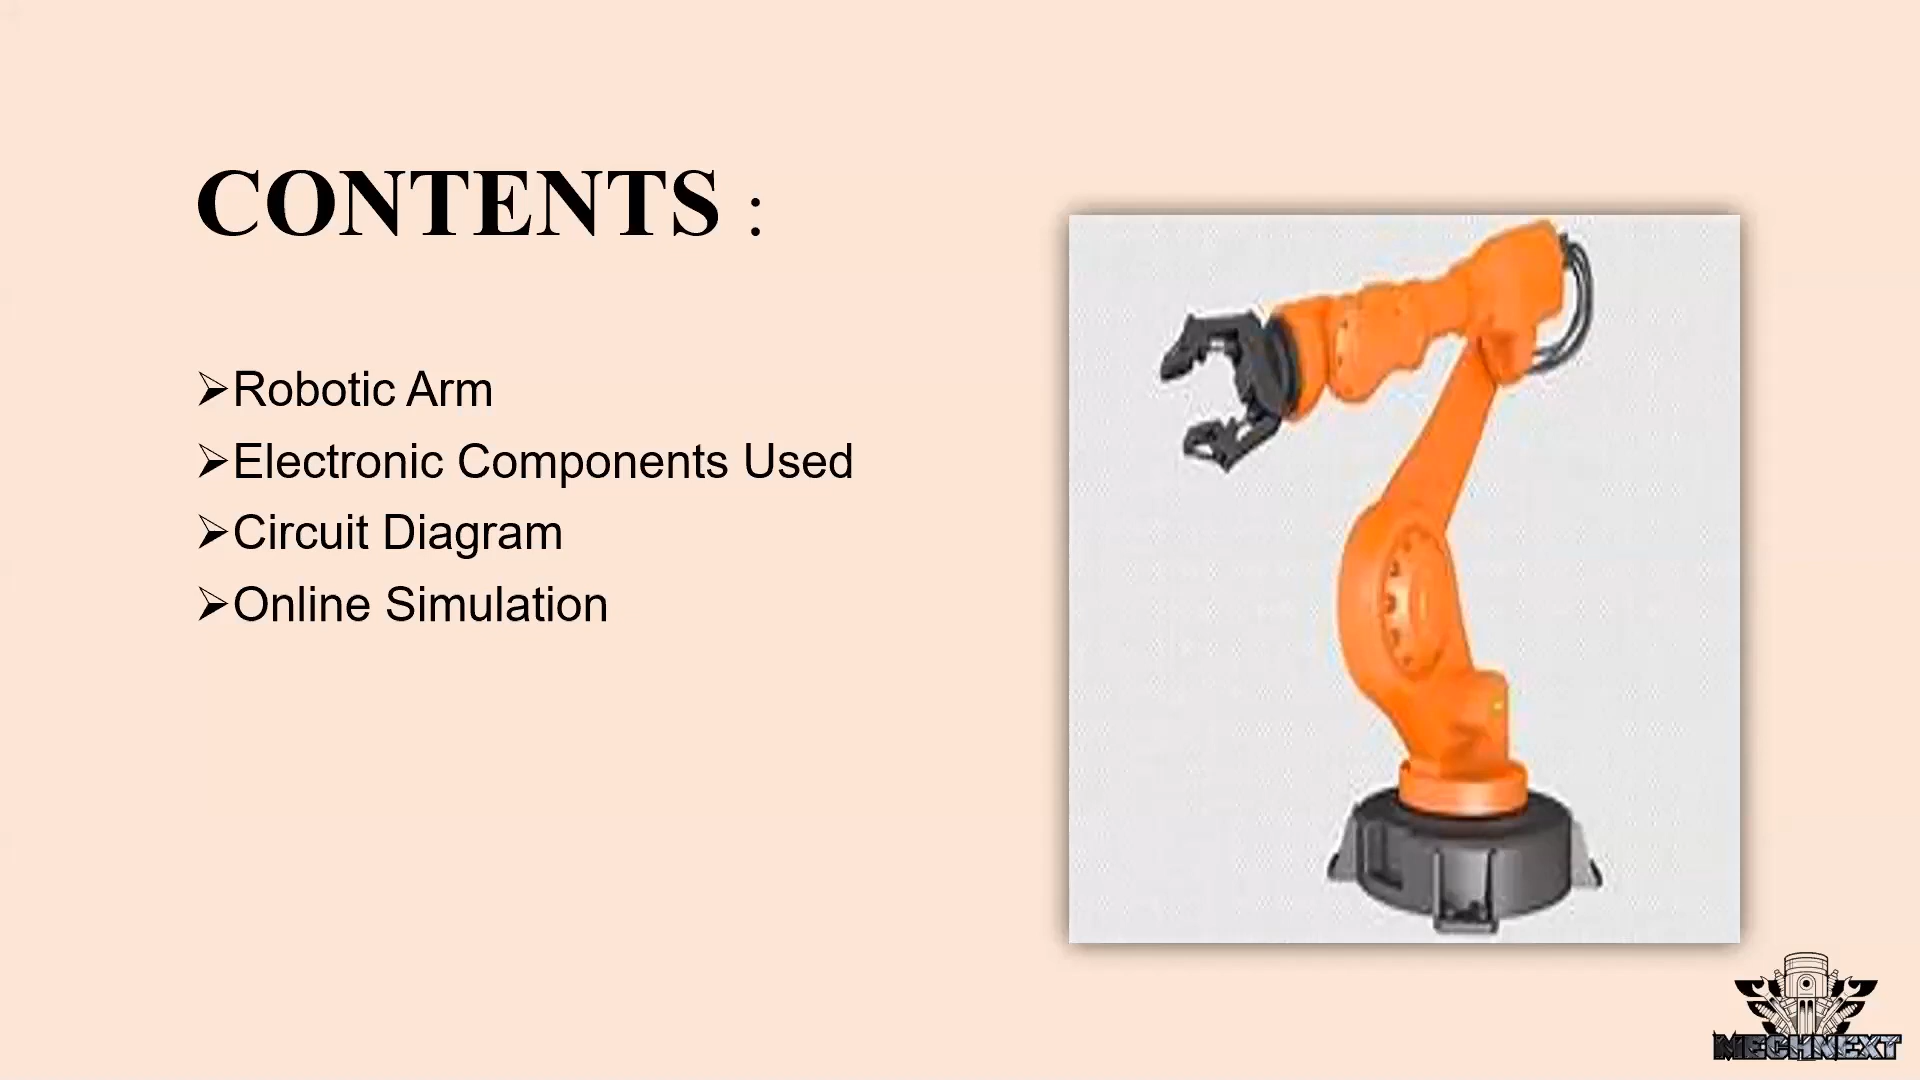 CONTENTS :
➢Robotic Arm
➢Electronic Components Used
➢Circuit Diagram
➢Online Simulation
MECHNEXT